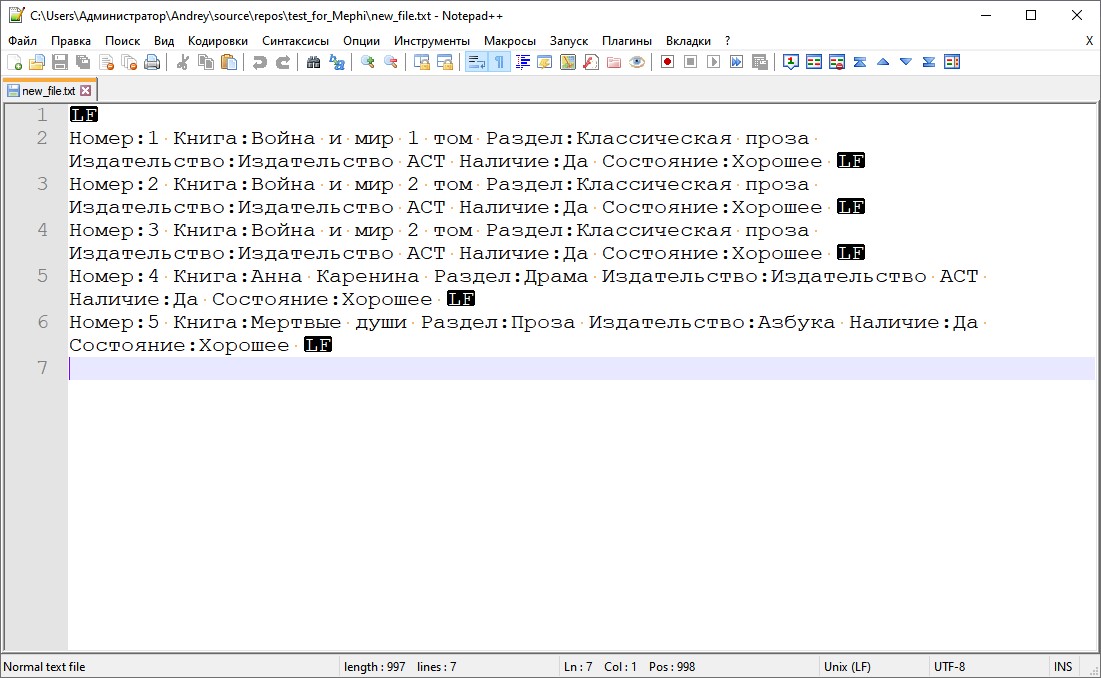 C:\Users\Администратор\Andrey\source\repos\test_for_Mephi\new_file.txt - Notepad++
Файл Правка Поиск Вид Кодировки Синтаксисы Опции Инструменты Макросы Запуск Плагины Вкладки ? X
new_file.txt
1 LF
2 Номер:1 Книга:Война и мир 1 том Раздел:Классическая проза
Издательство:Издательство АСТ Наличие:Да Состояние:Хорошее LF
3 Номер:2 Книга:Война и мир 2 том Раздел:Классическая проза
Издательство:Издательство АСТ Наличие:Да Состояние:Хорошее LF
4 Номер:3 Книга:Война и мир 2 том Раздел:Классическая проза
Издательство:Издательство АСТ Наличие:Да Состояние:Хорошее LF
5 Номер:4 Книга:Анна Каренина Раздел:Драма Издательство:Издательство АСТ
Наличие:Да Состояние:Хорошее LF
6 Номер:5 Книга:Мертвые души Раздел:Проза Издательство:Азбука Наличие:Да
Состояние:Хорошее LF
7
Normal text file length : 997 lines : 7 Ln : 7 Col : 1 Pos : 998 Unix (LF) UTF-8 INS